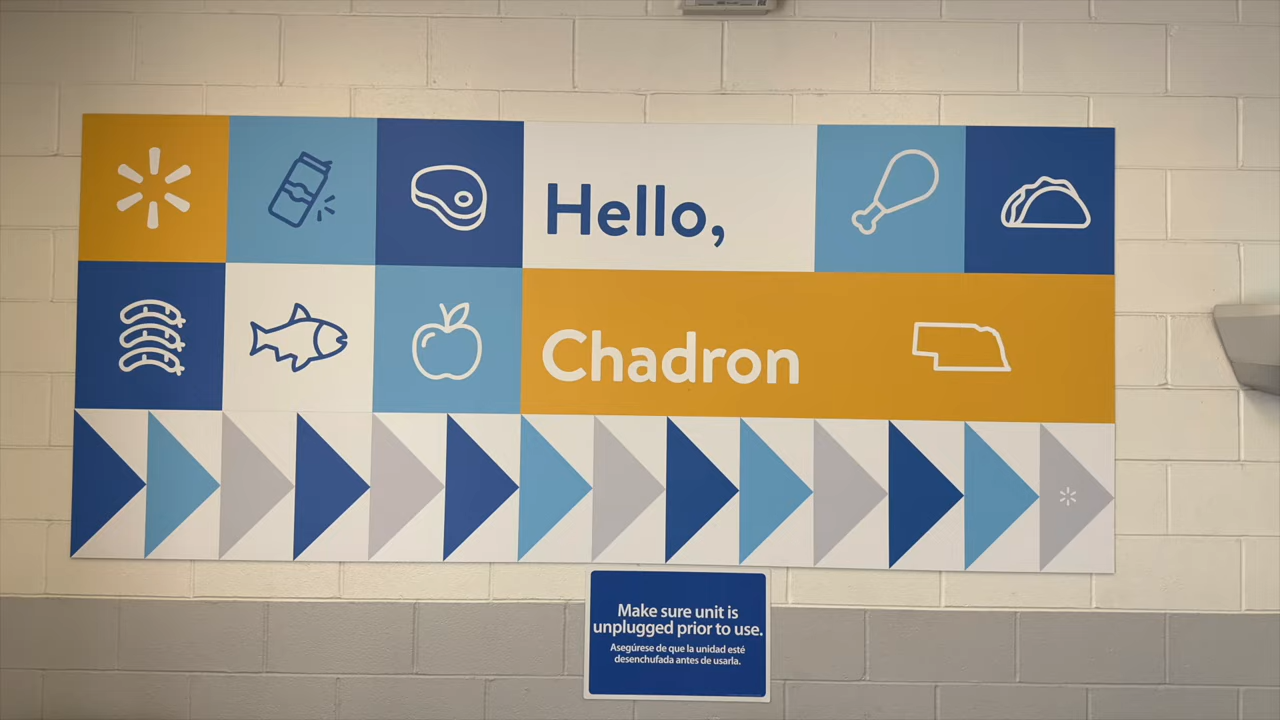 Hello,
Chadron
Make sure unit is
unplugged prior to use.
Asegúrese de que la unidad esté
desenchufada antes de usarla.